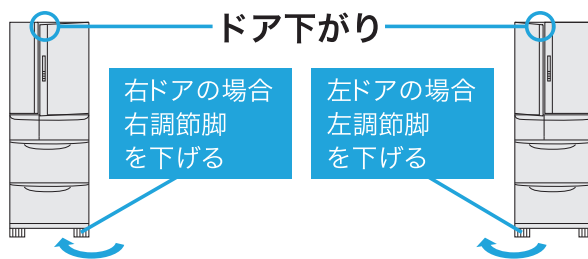 ドア下がり
右ドアの場合
右調節脚
を下げる
左ドアの場合
左調節脚
を下げる